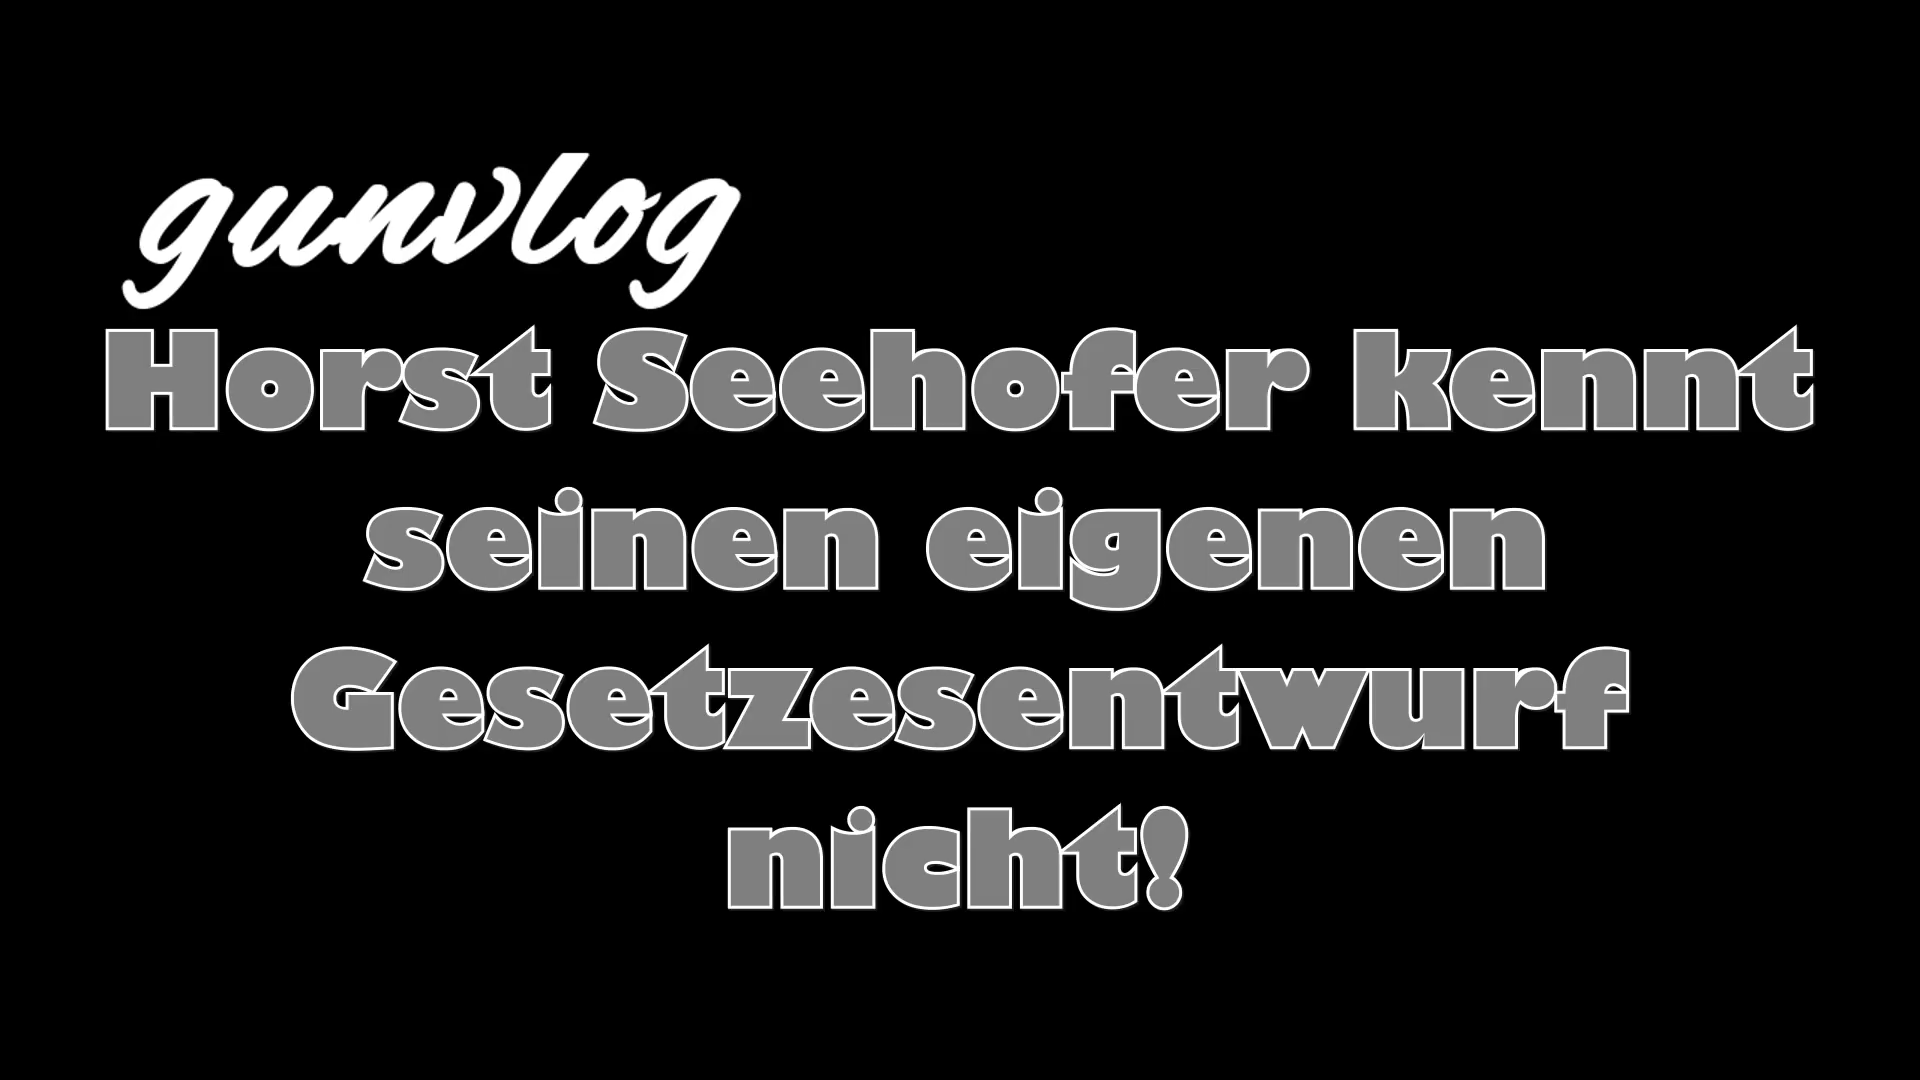 gunvlog
Horst Seehofer kennt
seinen eigenen
Gesetzesentwurf
nicht!